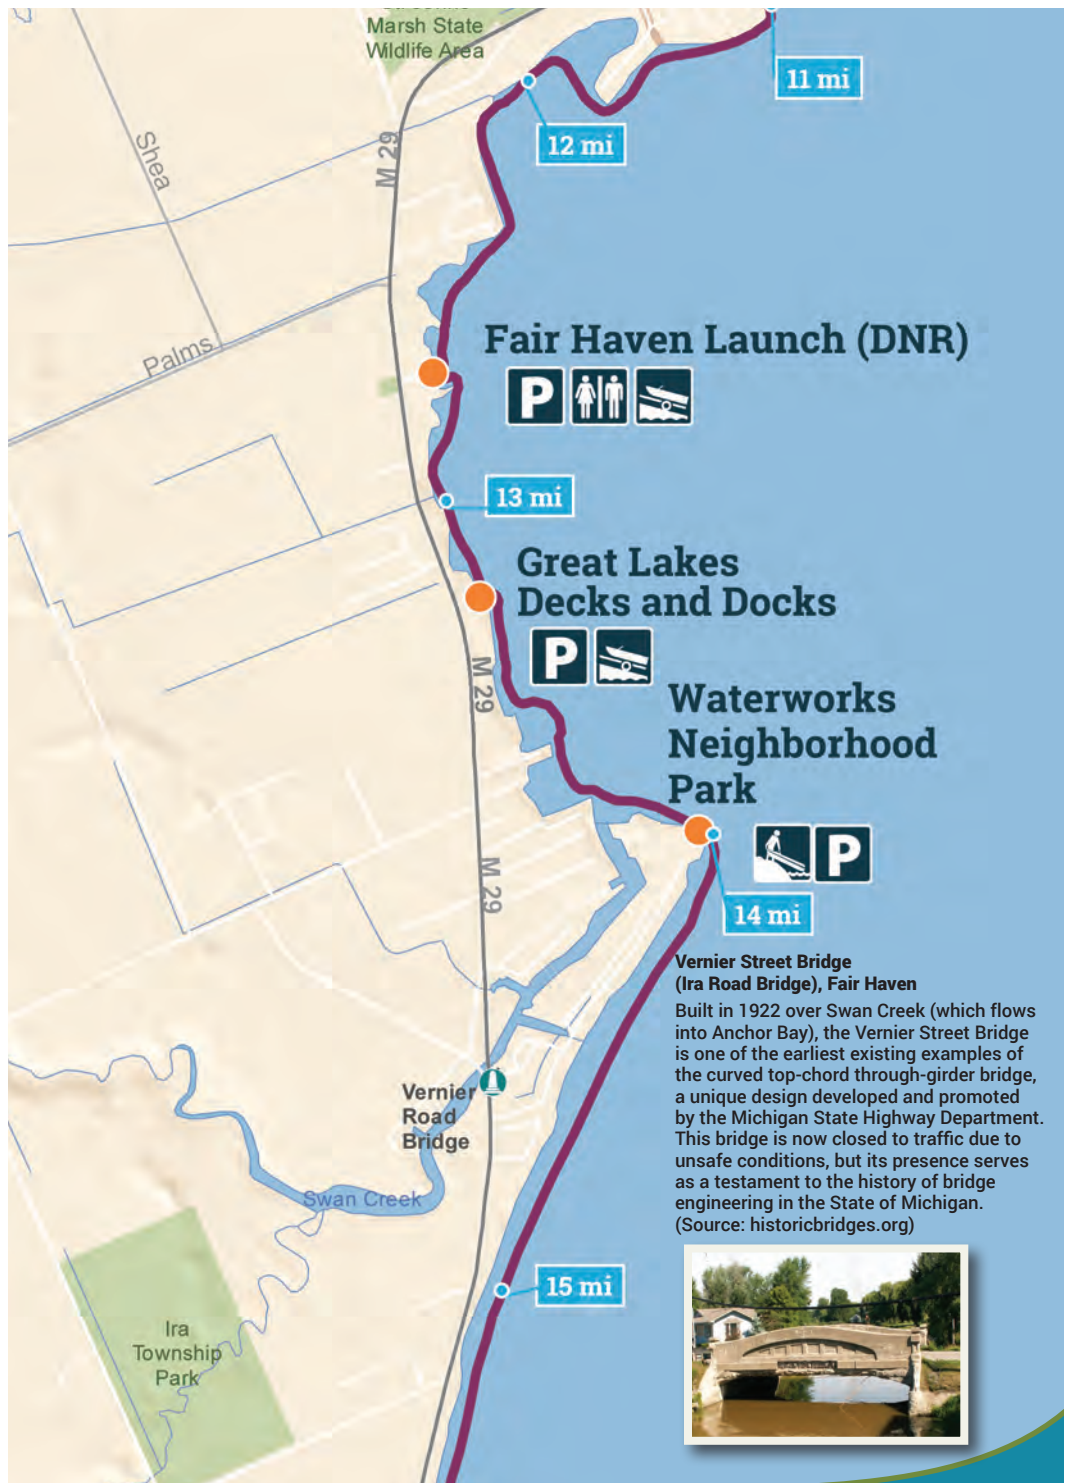 Marsh State
Wildlife Area
11 mi
12 mi
M 29
Shea
Palms
Fair Haven Launch (DNR)
P
13 mi
Great Lakes
Decks and Docks
P
M 29
Waterworks
Neighborhood
Park
P
14 mi
M 29
Vernier Street Bridge
(Ira Road Bridge), Fair Haven
Built in 1922 over Swan Creek (which flows
into Anchor Bay), the Vernier Street Bridge
is one of the earliest existing examples of
the curved top-chord through-girder bridge,
a unique design developed and promoted
by the Michigan State Highway Department.
This bridge is now closed to traffic due to
unsafe conditions, but its presence serves
as a testament to the history of bridge
engineering in the State of Michigan.
(Source: historicbridges.org)
Vernier
Road
Bridge
Swan Creek
15 mi
Ira
Township
Park